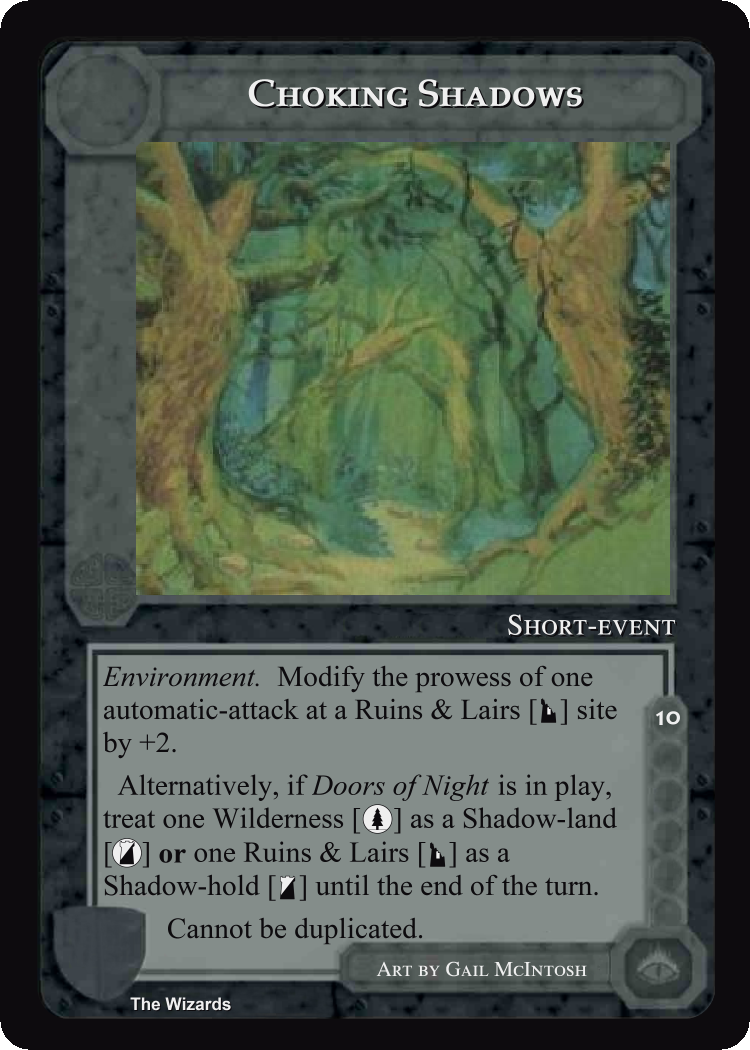 Choking Shadows
Short-event
Environment. Modify the prowess of one
automatic-attack at a Ruins & Lairs [ ] site
by +2.
Alternatively, if Doors of Night is in play,
treat one Wilderness [ ] as a Shadow-land
[ ] or one Ruins & Lairs [ ] as a
Shadow-hold [ ] until the end of the turn.
Cannot be duplicated.
10
Art by Gail McIntosh
The Wizards